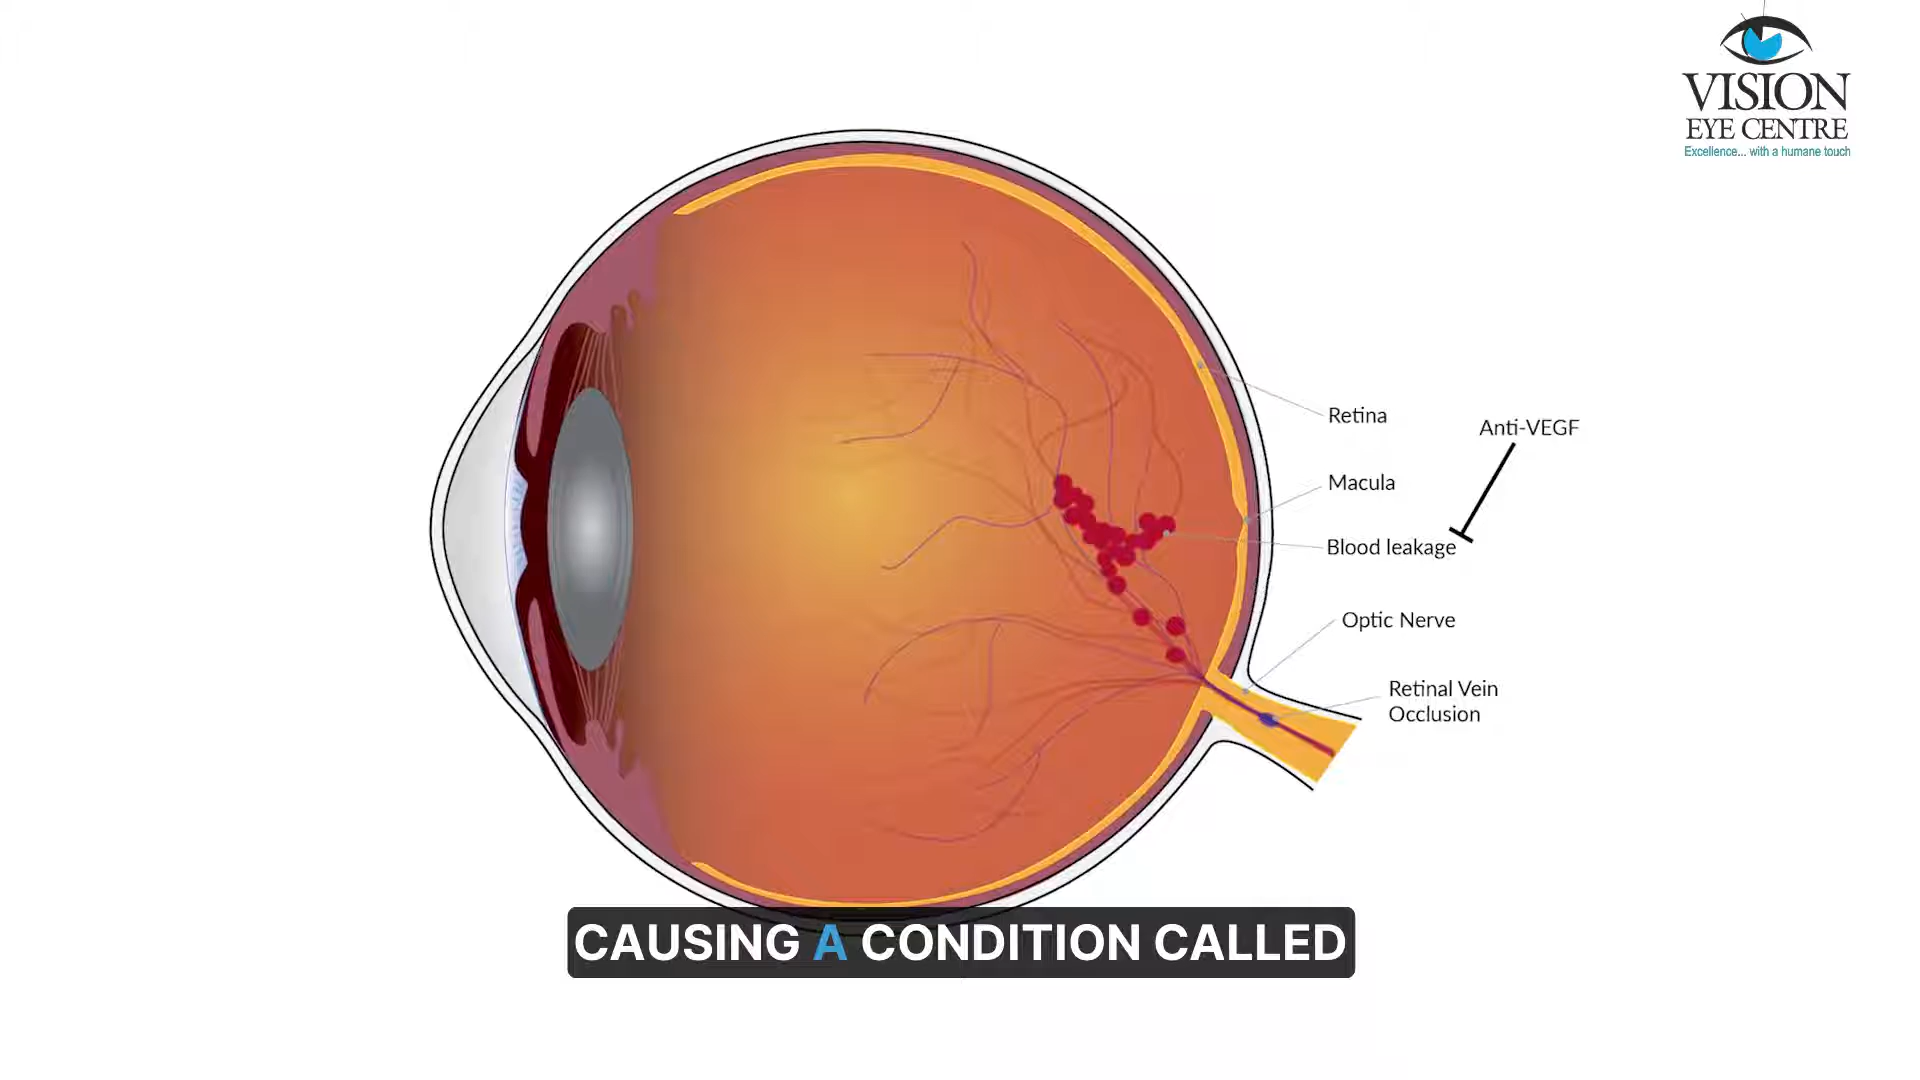 VISION
EYE CENTRE
Excellence... with a humane touch
Retina
Anti-VEGF
Macula
Blood leakage
Optic Nerve
Retinal Vein
Occlusion
CAUSING A CONDITION CALLED